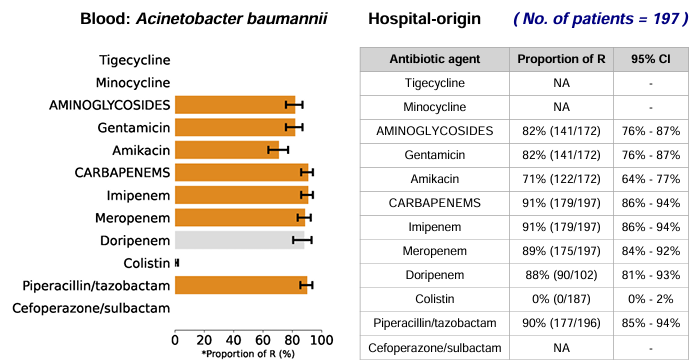 Blood: Acinetobacter baumannii Hospital-origin ( No. of patients = 197 )
Tigecycline
Minocycline
AMINOGLYCOSIDES
Gentamicin
Amikacin
CARBAPENEMS
Imipenem
Meropenem
Doripenem
Colistin
Piperacillin/tazobactam
Cefoperazone/sulbactam
0 20 40 60 80 100
*Proportion of R (%)
Antibiotic agent Proportion of R 95% CI
Tigecycline NA -
Minocycline NA -
AMINOGLYCOSIDES 82% (141/172) 76% - 87%
Gentamicin 82% (141/172) 76% - 87%
Amikacin 71% (122/172) 64% - 77%
CARBAPENEMS 91% (179/197) 86% - 94%
Imipenem 91% (179/197) 86% - 94%
Meropenem 89% (175/197) 84% - 92%
Doripenem 88% (90/102) 81% - 93%
Colistin 0% (0/187) 0% - 2%
Piperacillin/tazobactam 90% (177/196) 85% - 94%
Cefoperazone/sulbactam NA -